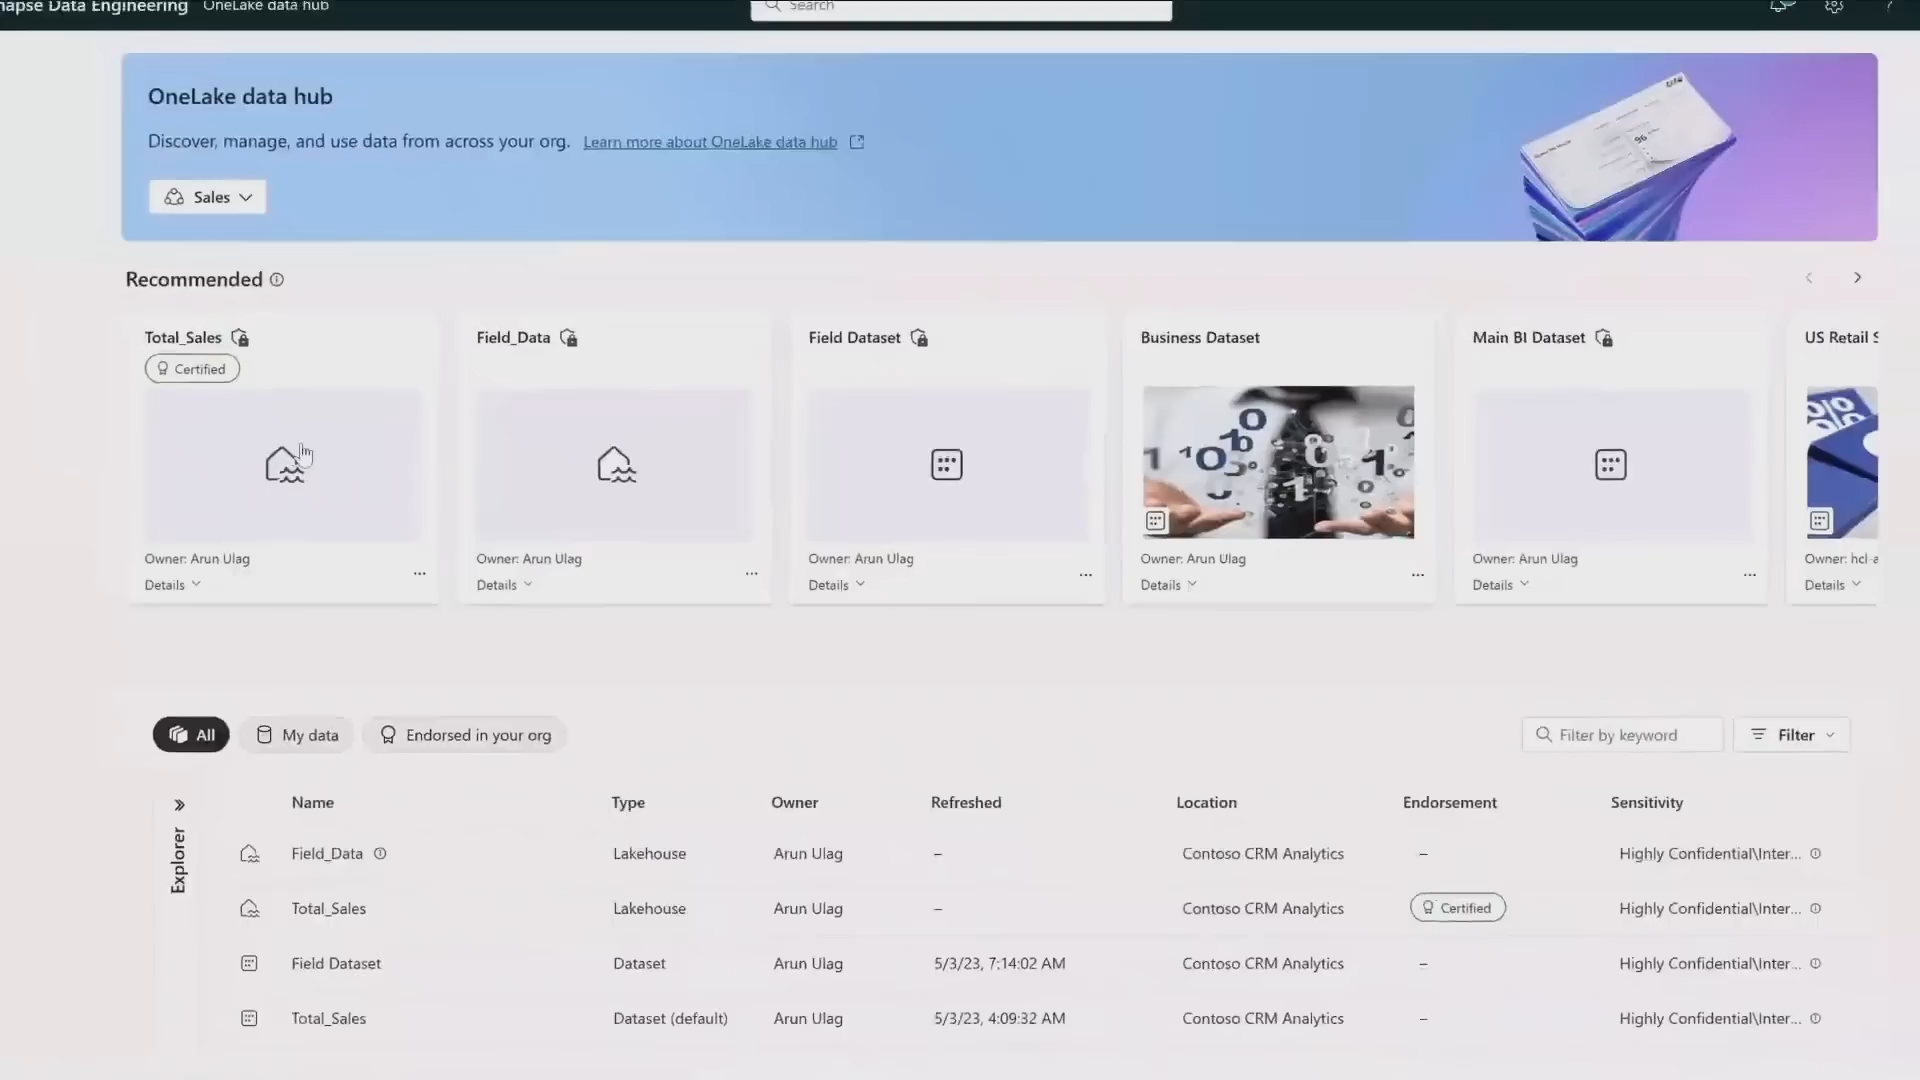 Data Engineering OneLake data hub
Search
OneLake data hub
Discover, manage, and use data from across your org. Learn more about OneLake data hub
Sales
Recommended
Total_Sales
Certified
Owner: Arun Ulag
Details
Field_Data
Owner: Arun Ulag
Details
Field Dataset
Owner: Arun Ulag
Details
Business Dataset
Owner: Arun Ulag
Details
Main BI Dataset
Owner: Arun Ulag
Details
US Retail S
Owner: hcl-a
Details
All My data Endorsed in your org Filter by keyword Filter
Explorer
Name Type Owner Refreshed Location Endorsement Sensitivity
Field_Data Lakehouse Arun Ulag – Contoso CRM Analytics – Highly Confidential\Inter...
Total_Sales Lakehouse Arun Ulag – Contoso CRM Analytics Certified Highly Confidential\Inter...
Field Dataset Dataset Arun Ulag 5/3/23, 7:14:02 AM Contoso CRM Analytics – Highly Confidential\Inter...
Total_Sales Dataset (default) Arun Ulag 5/3/23, 4:09:32 AM Contoso CRM Analytics – Highly Confidential\Inter...